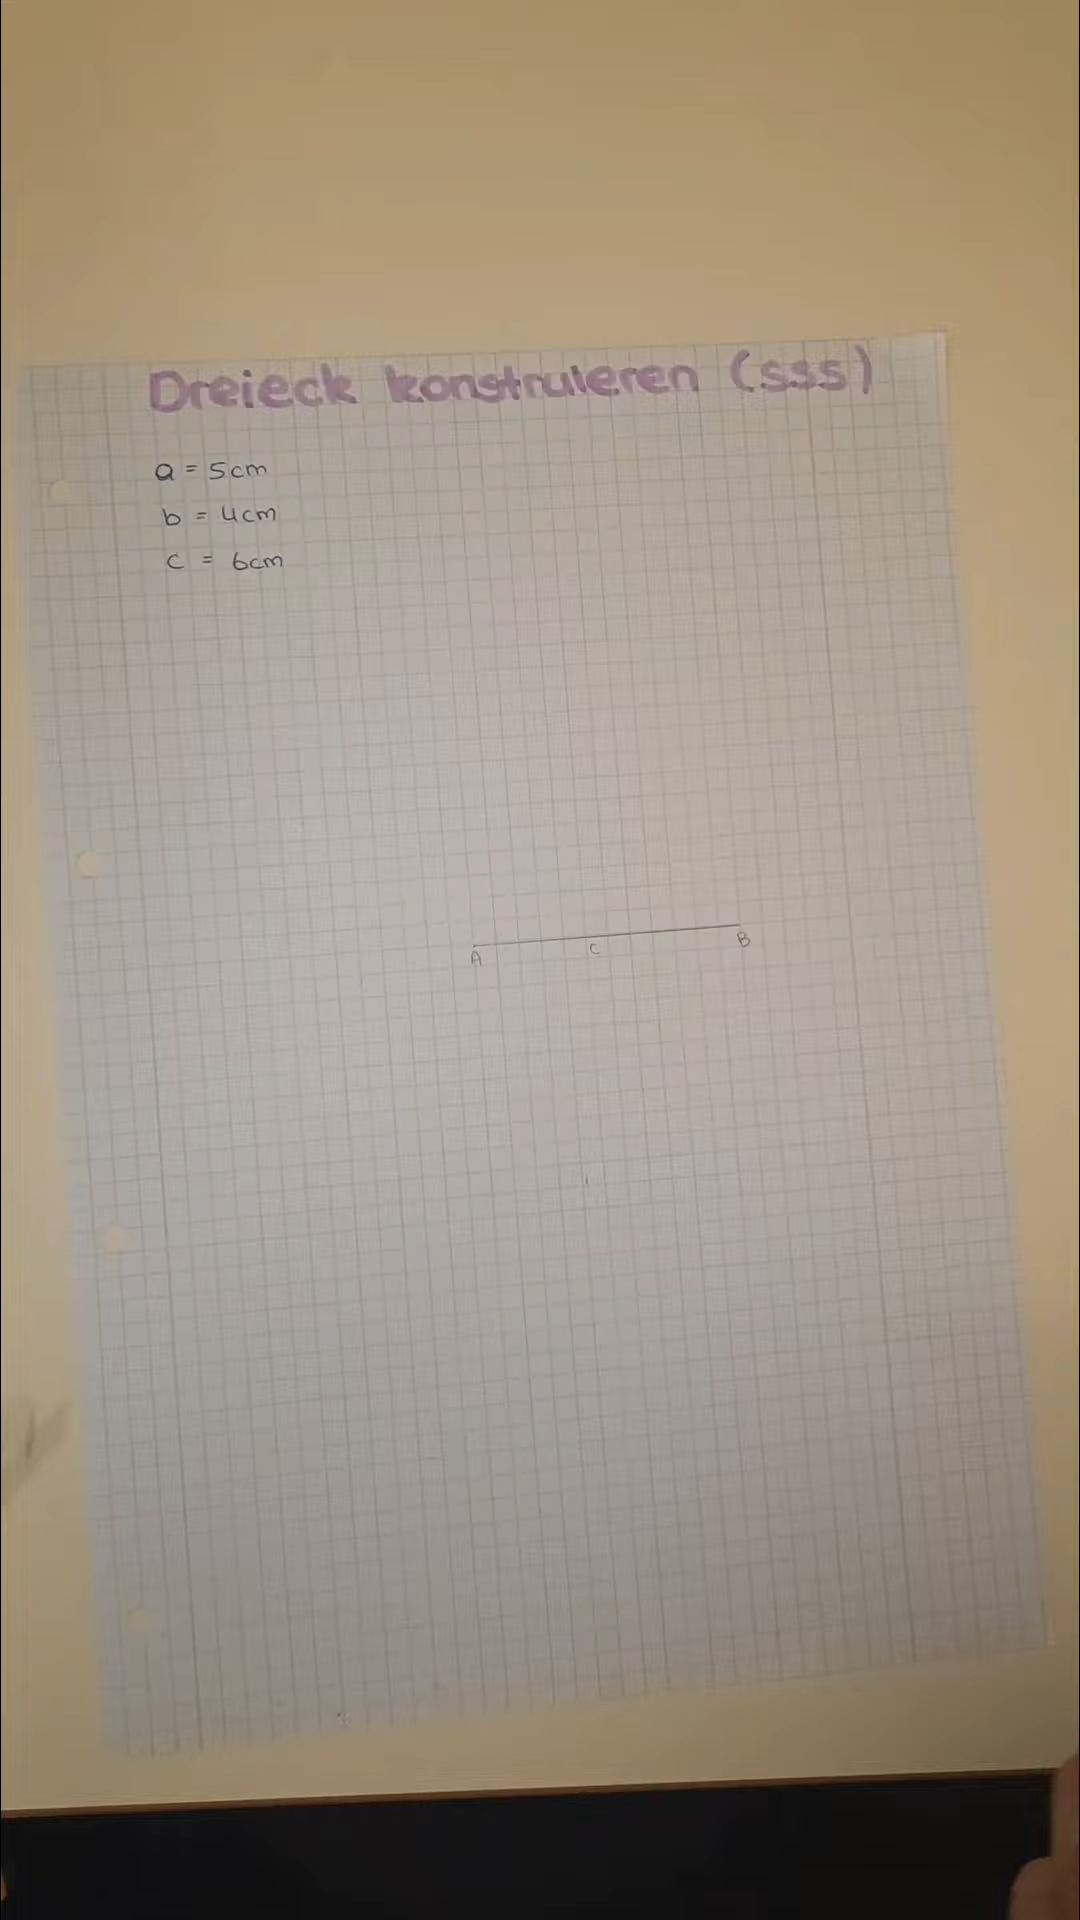 Dreieck konstruieren (sss)
a = 5cm
b = 4cm
c = 6cm
A c B